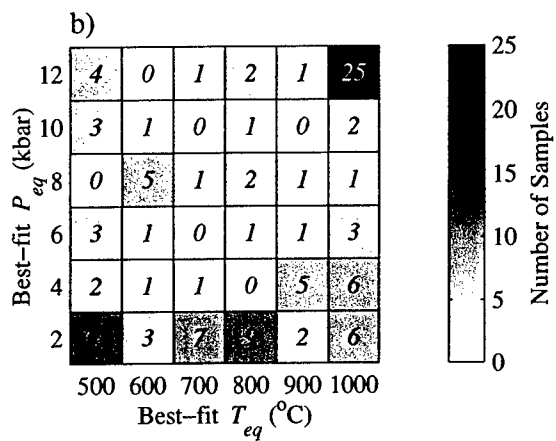 b)
12 4 0 1 2 1 25
10 3 1 0 1 0 2
8 0 5 1 2 1 1
6 3 1 0 1 1 3
4 2 1 1 0 5 6
2 3 7 2 6
500 600 700 800 900 1000
Best–fit T_eq (°C)
Best–fit P_eq (kbar)
25
20
15
10
5
0
Number of Samples